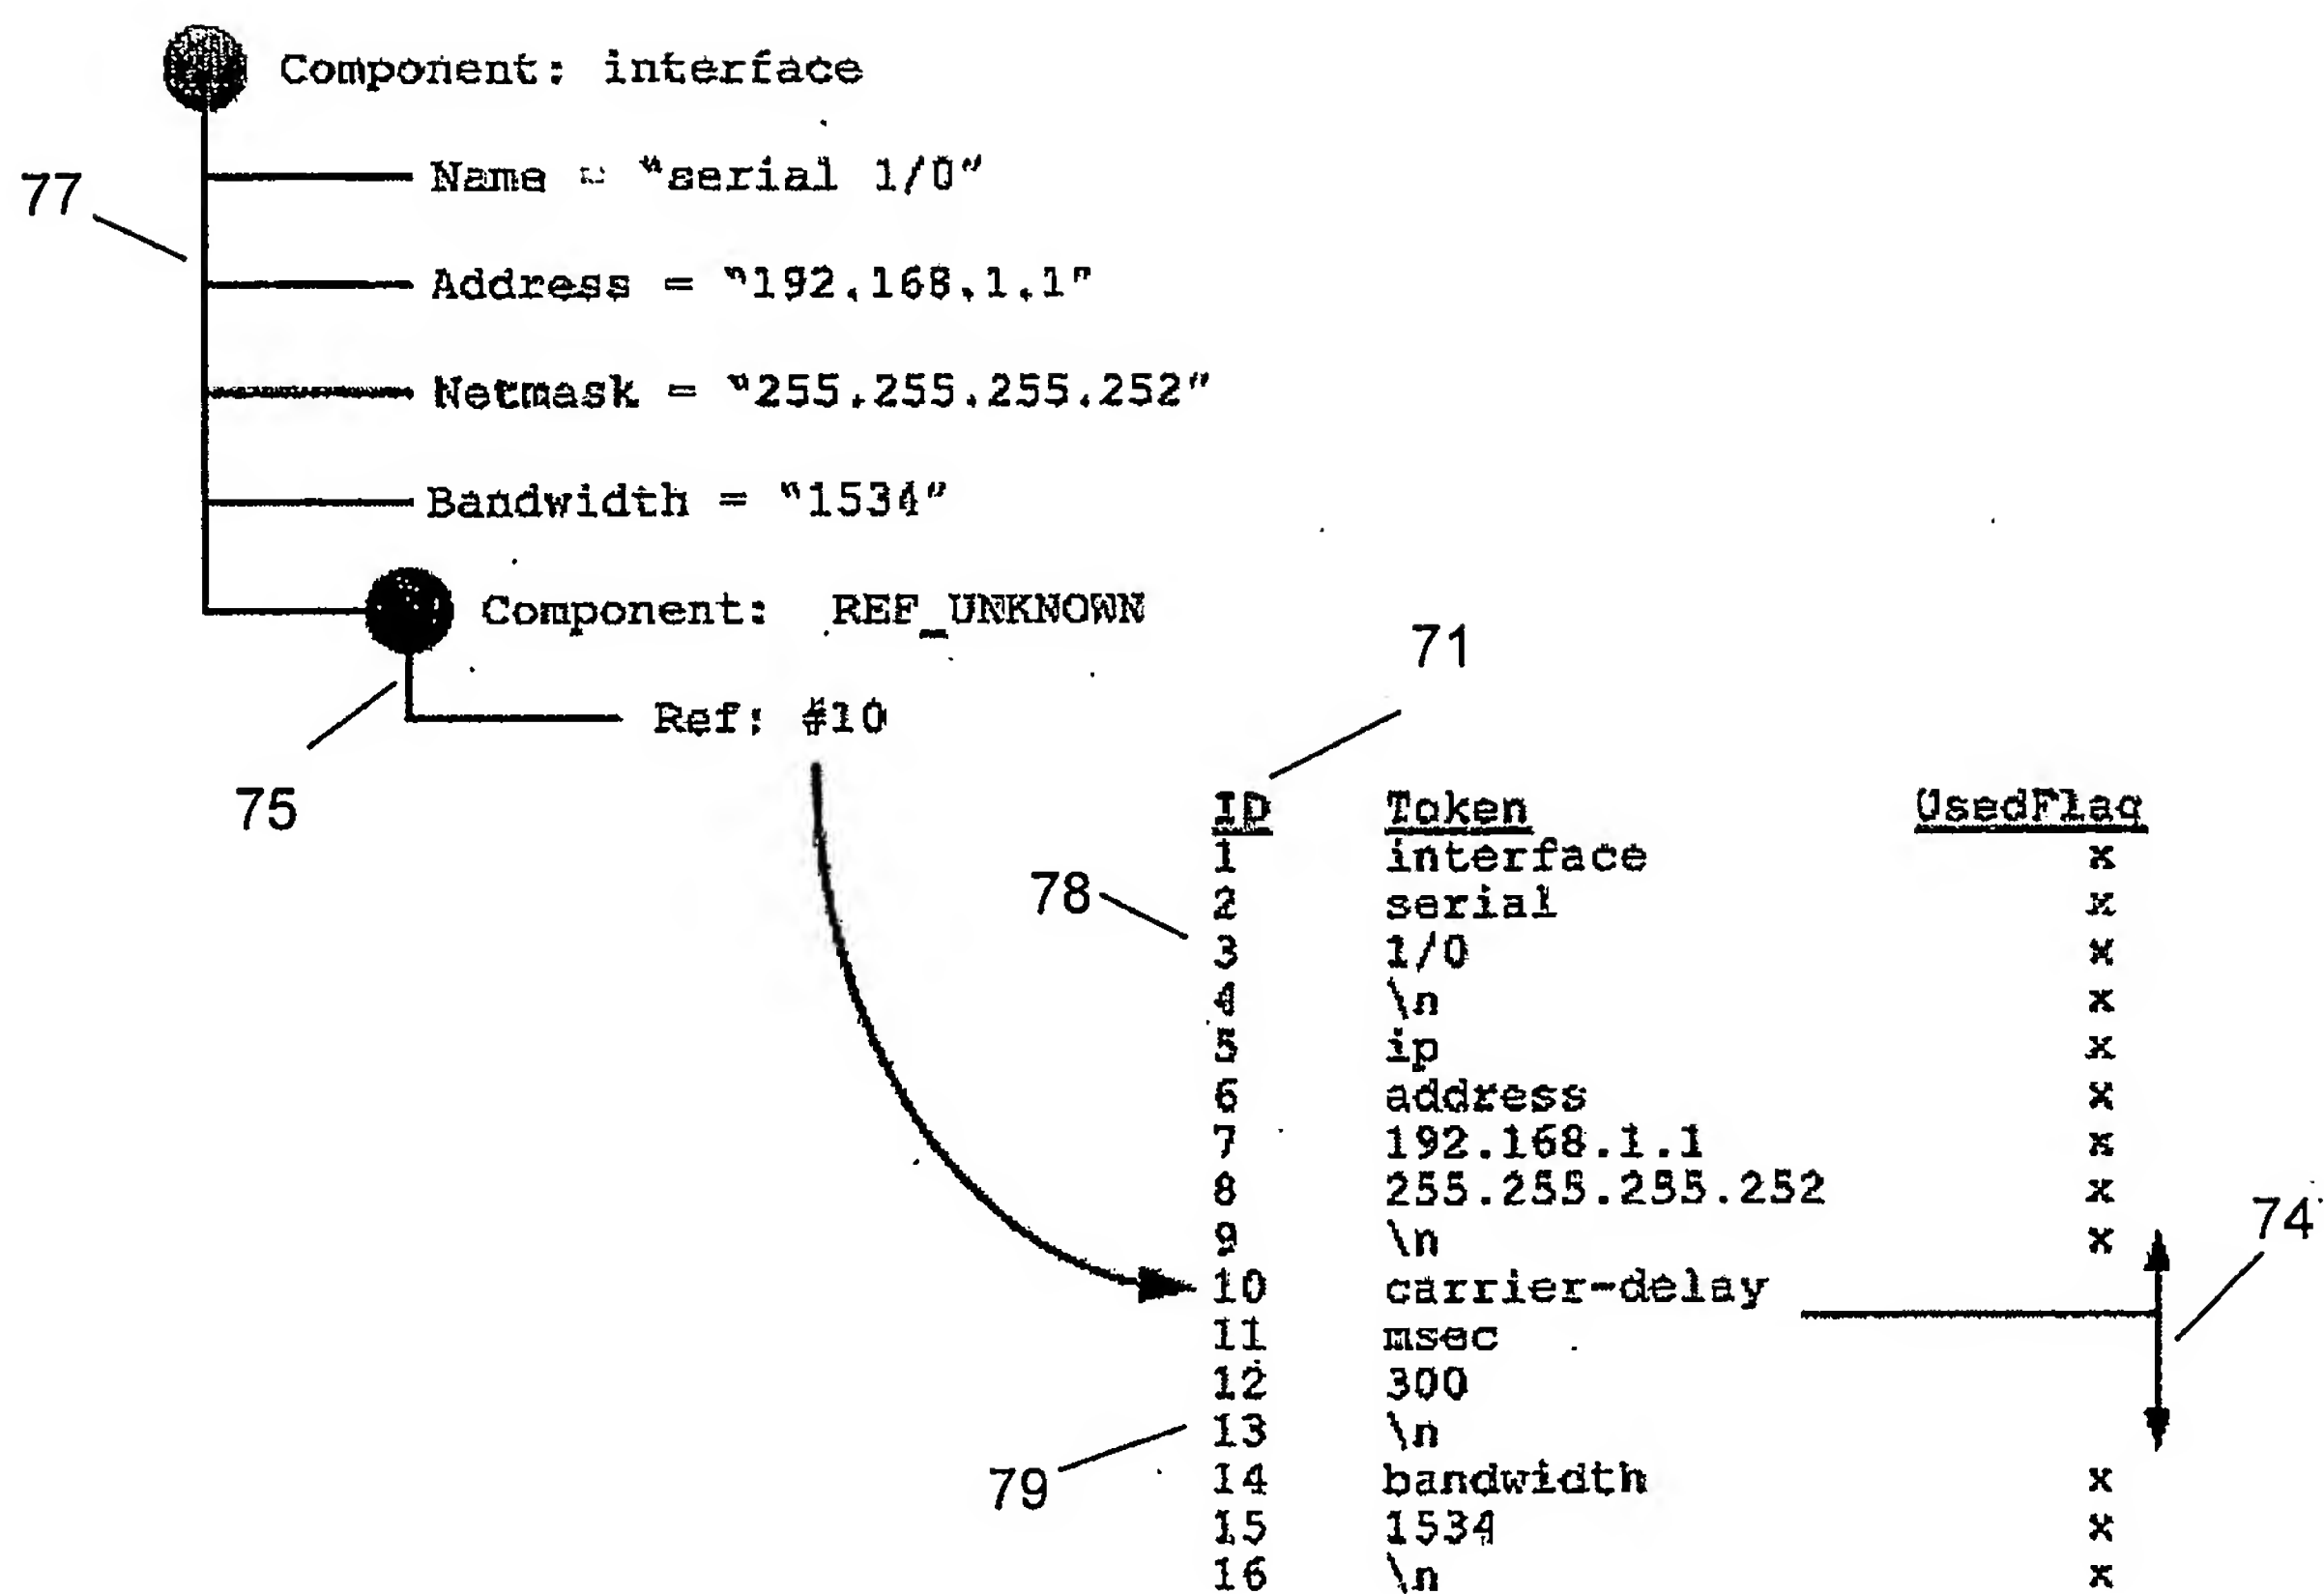 Component: interface
Name = "serial 1/0"
77
Address = "192.168.1.1"
Netmask = "255.255.255.252"
Bandwidth = "1534"
Component: REF_UNKNOWN
71
Ref: #10
75
ID Token UsedFlag
1 interface x
78
2 serial x
3 1/0 x
4 \n x
5 ip x
6 address x
7 192.168.1.1 x
8 255.255.255.252 x
74
9 \n x
10 carrier-delay
11 msec
12 300
13 \n
79
14 bandwidth x
15 1534 x
16 \n x